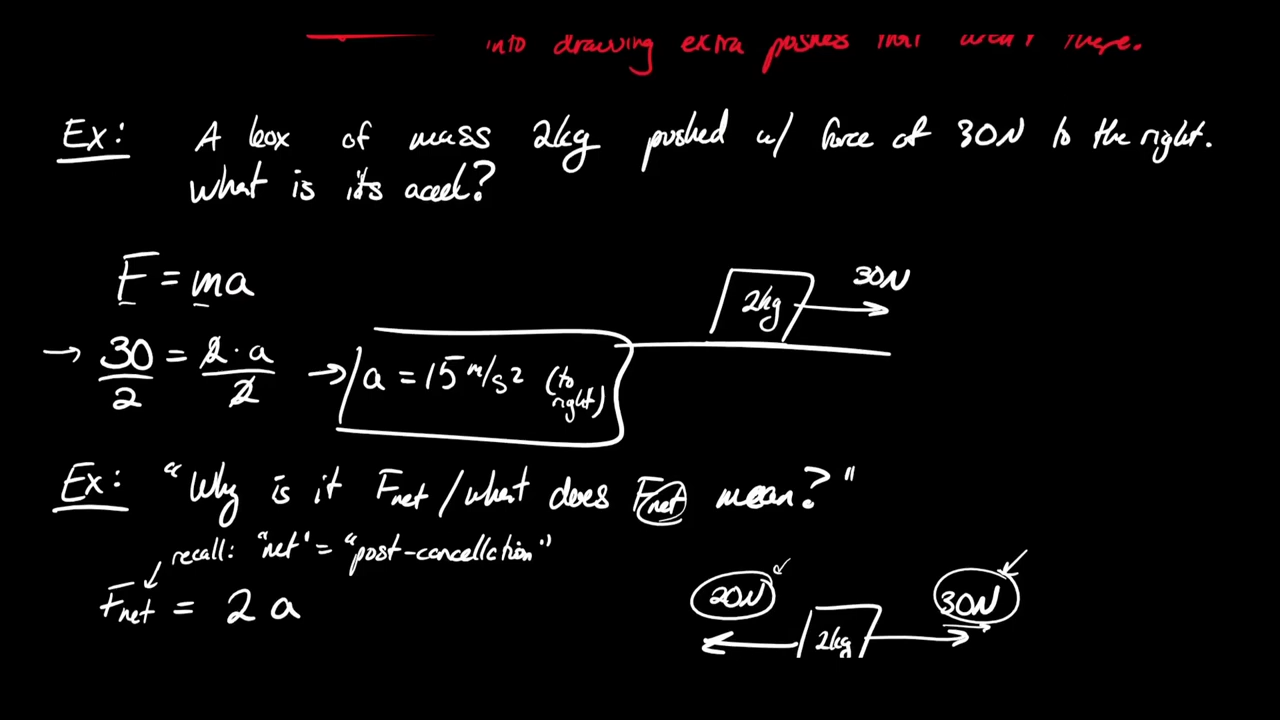 into drawing extra pushes that aren't there.
Ex: A box of mass 2kg pushed w/ force of 30N to the right.
What is its accel?
F = ma
30N
2kg
→ 30/2 = 2·a/2 → a = 15 m/s² (to right)
Ex: "Why is it Fnet / what does Fnet mean?"
recall: "net" = "post-cancellation"
Fnet = 2a
20N
30N
2kg